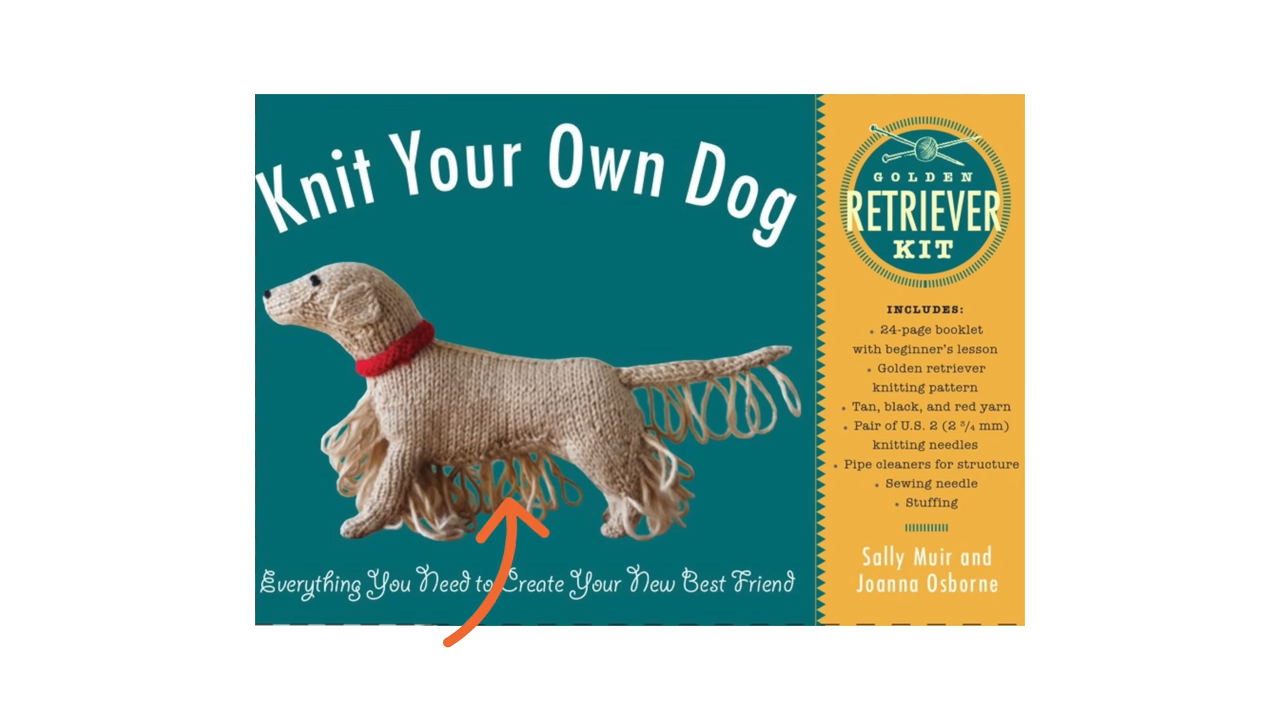 Knit Your Own Dog
Everything You Need to Create Your New Best Friend
GOLDEN
RETRIEVER
KIT
INCLUDES:
• 24-page booklet
with beginner's lesson
• Golden retriever
knitting pattern
• Tan, black, and red yarn
• Pair of U.S. 2 (2 3/4 mm)
knitting needles
• Pipe cleaners for structure
• Sewing needle
• Stuffing
Sally Muir and
Joanna Osborne